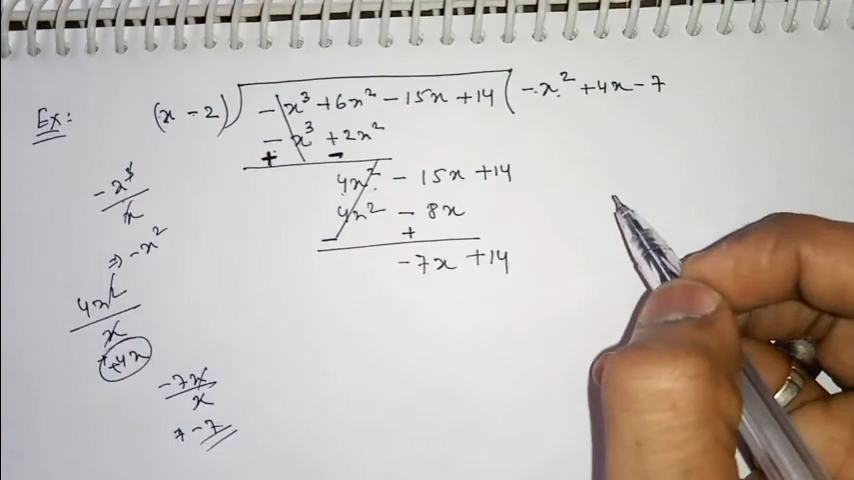 Ex: (x - 2) ) -x³ + 6x² - 15x + 14 ( -x² + 4x - 7
-x³ + 2x²
+ -
4x² - 15x + 14
4x² - 8x
- +
-7x + 14
-x³/x
⇒ -x²
4x²/x
+4x
-7x/x
-7